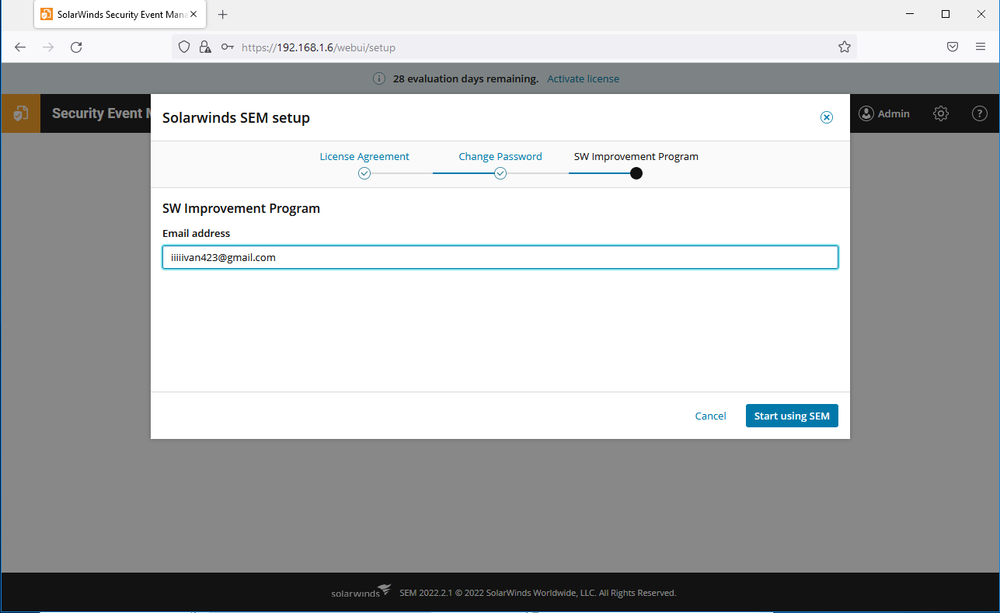 SolarWinds Security Event Mana
https://192.168.1.6/webui/setup
28 evaluation days remaining. Activate license
Security Event M
Admin
Solarwinds SEM setup
License Agreement
Change Password
SW Improvement Program
SW Improvement Program
Email address
iiiiivan423@gmail.com
Cancel
Start using SEM
solarwinds SEM 2022.2.1 © 2022 SolarWinds Worldwide, LLC. All Rights Reserved.